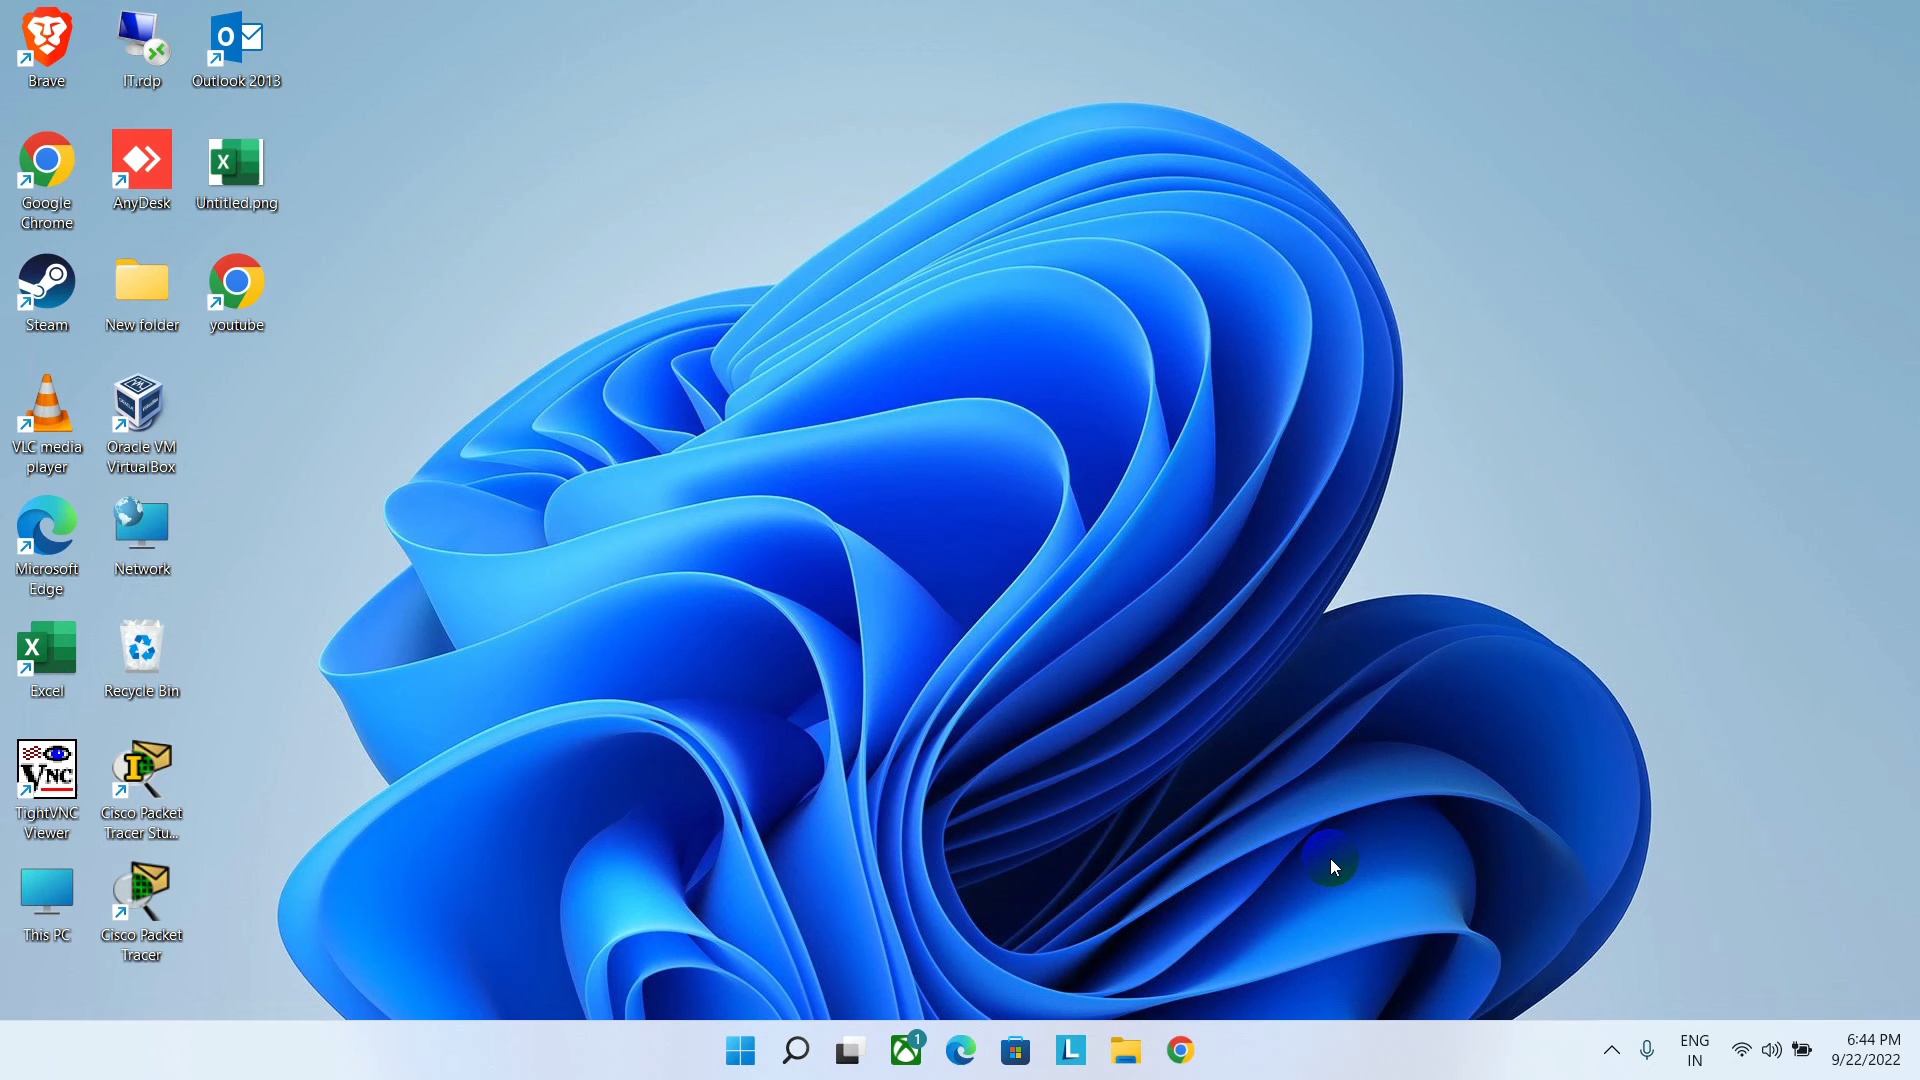 Brave
IT.rdp
Outlook 2013
Google
Chrome
AnyDesk
Untitled.png
Steam
New folder
youtube
VLC media
player
Oracle VM
VirtualBox
Microsoft
Edge
Network
Excel
Recycle Bin
VNC
TightVNC
Viewer
Cisco Packet
Tracer Stu...
This PC
Cisco Packet
Tracer
1
L
ENG
IN
6:44 PM
9/22/2022